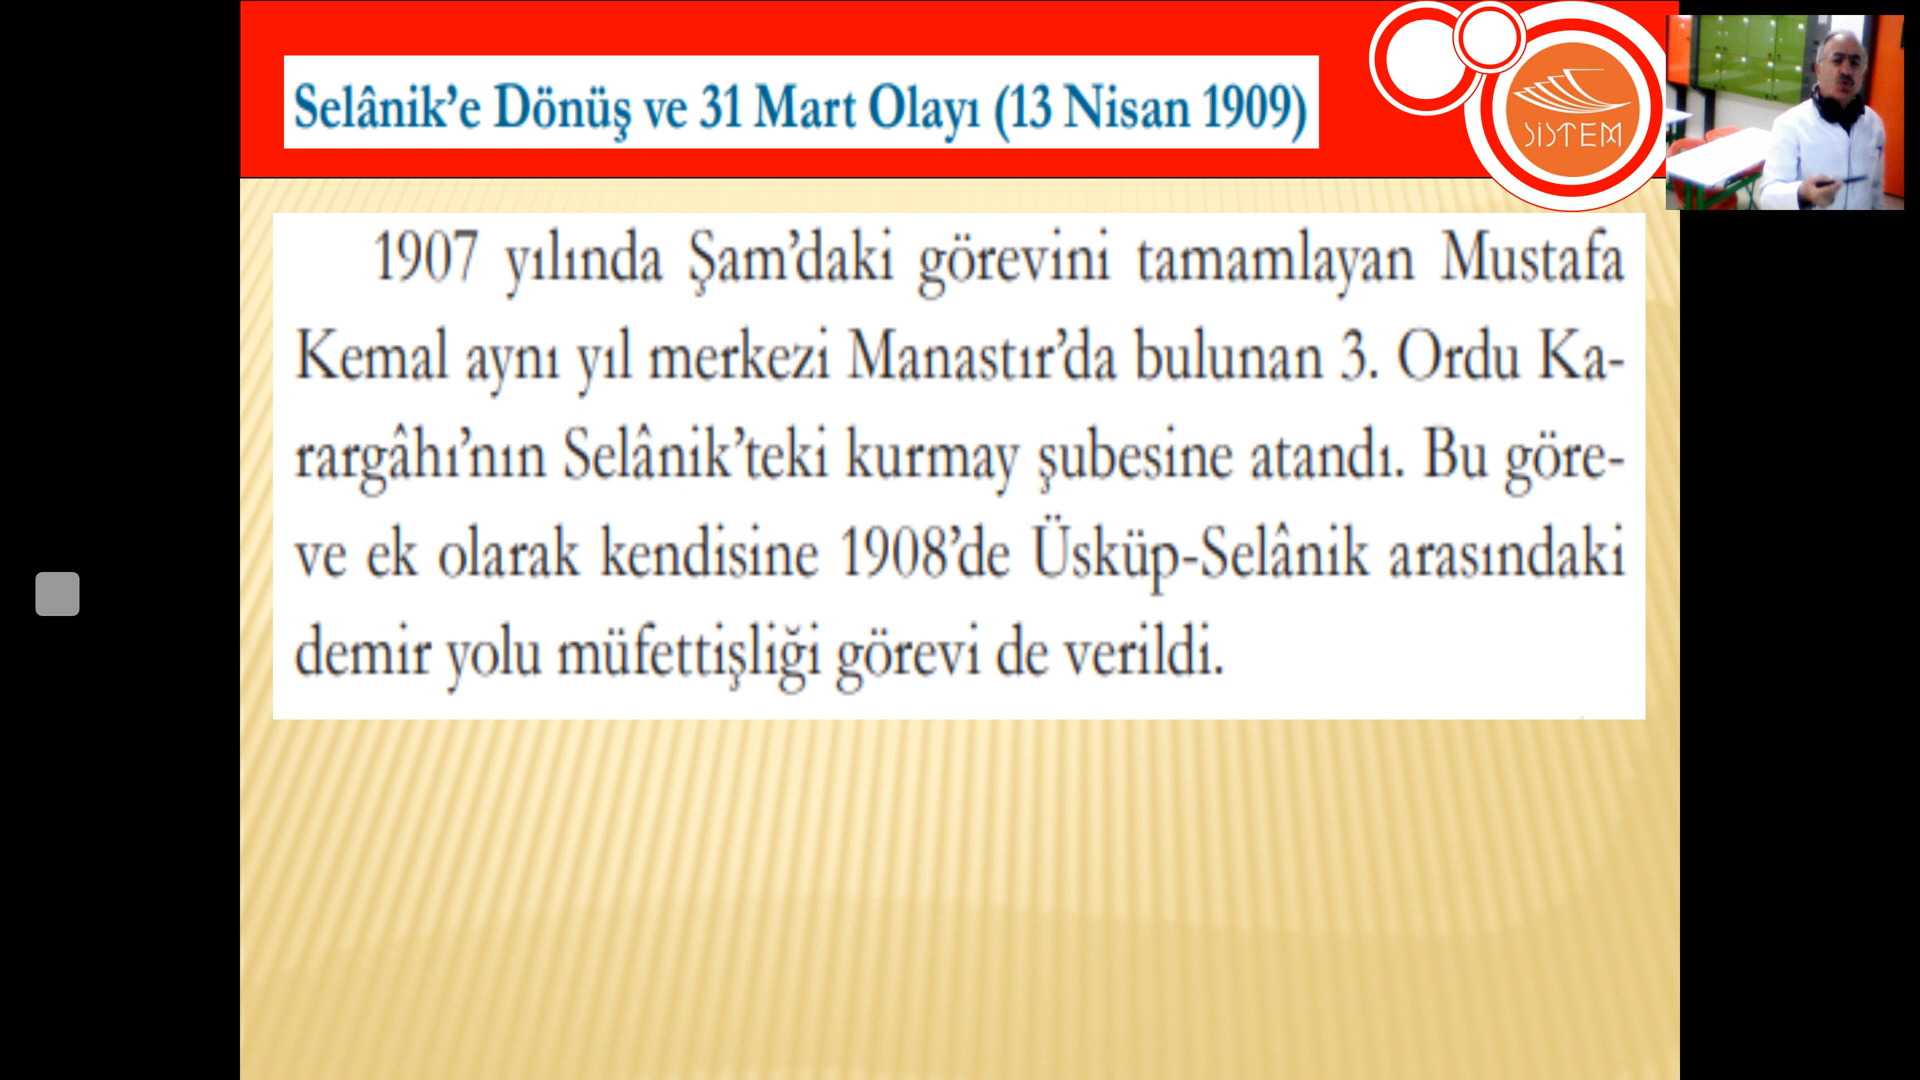 Selânik’e Dönüş ve 31 Mart Olayı (13 Nisan 1909)
SİSTEM
1907 yılında Şam’daki görevini tamamlayan Mustafa
Kemal aynı yıl merkezi Manastır’da bulunan 3. Ordu Ka-
rargâhı’nın Selânik’teki kurmay şubesine atandı. Bu göre-
ve ek olarak kendisine 1908’de Üsküp-Selânik arasındaki
demir yolu müfettişliği görevi de verildi.